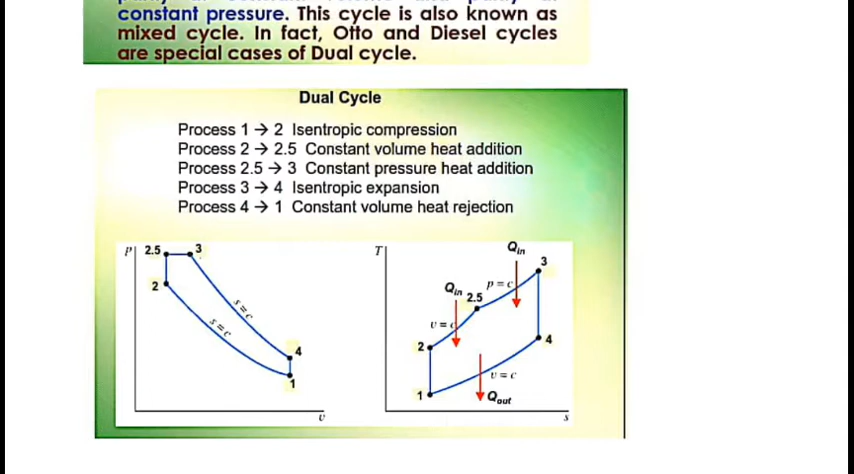 constant pressure. This cycle is also known as
mixed cycle. In fact, Otto and Diesel cycles
are special cases of Dual cycle.
Dual Cycle
Process 1 → 2 Isentropic compression
Process 2 → 2.5 Constant volume heat addition
Process 2.5 → 3 Constant pressure heat addition
Process 3 → 4 Isentropic expansion
Process 4 → 1 Constant volume heat rejection
P
2.5
3
2
s = c
s = c
4
1
v
T
Qin
3
Qin
2.5
p = c
v = c
2
4
v = c
1
Qout
s